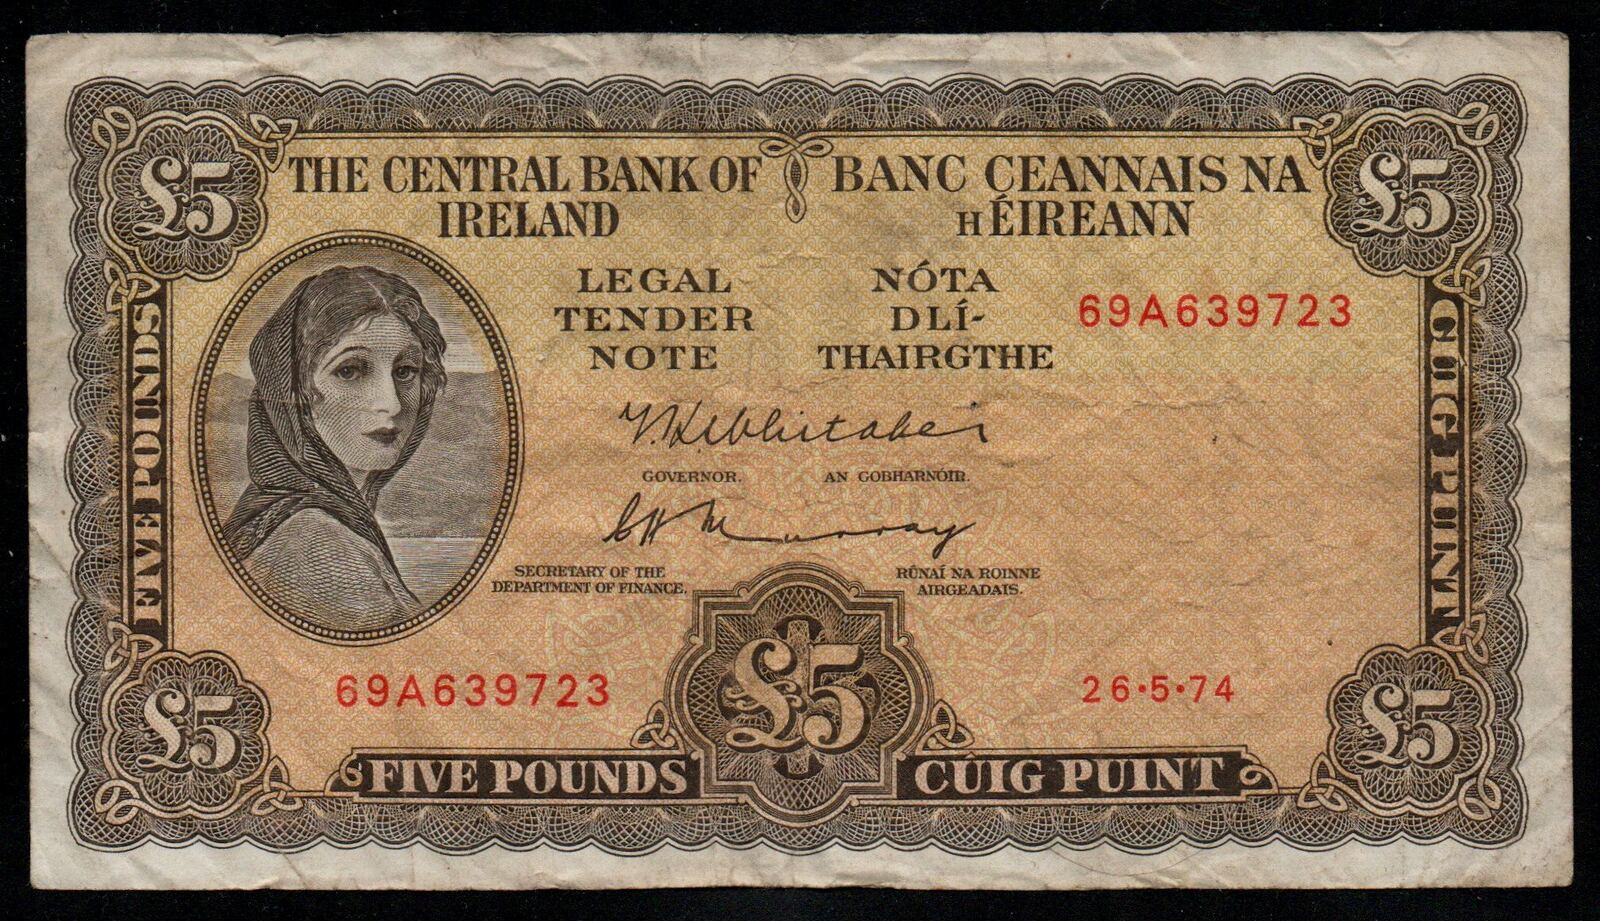 £5
THE CENTRAL BANK OF
IRELAND
BANC CEANNAIS NA
hÉIREANN
£5
LEGAL
TENDER
NOTE
NÓTA
DLÍ-
THAIRGTHE
69A639723
FIVE POUNDS
CÚIG PUINT
T.K.Whitaker
GOVERNOR.
AN GOBHARNÓIR.
C H Murray
SECRETARY OF THE
DEPARTMENT OF FINANCE.
RÚNAÍ NA ROINNE
AIRGEADAIS.
69A639723
26·5·74
£5
FIVE POUNDS
£5
CÚIG PUINT
£5